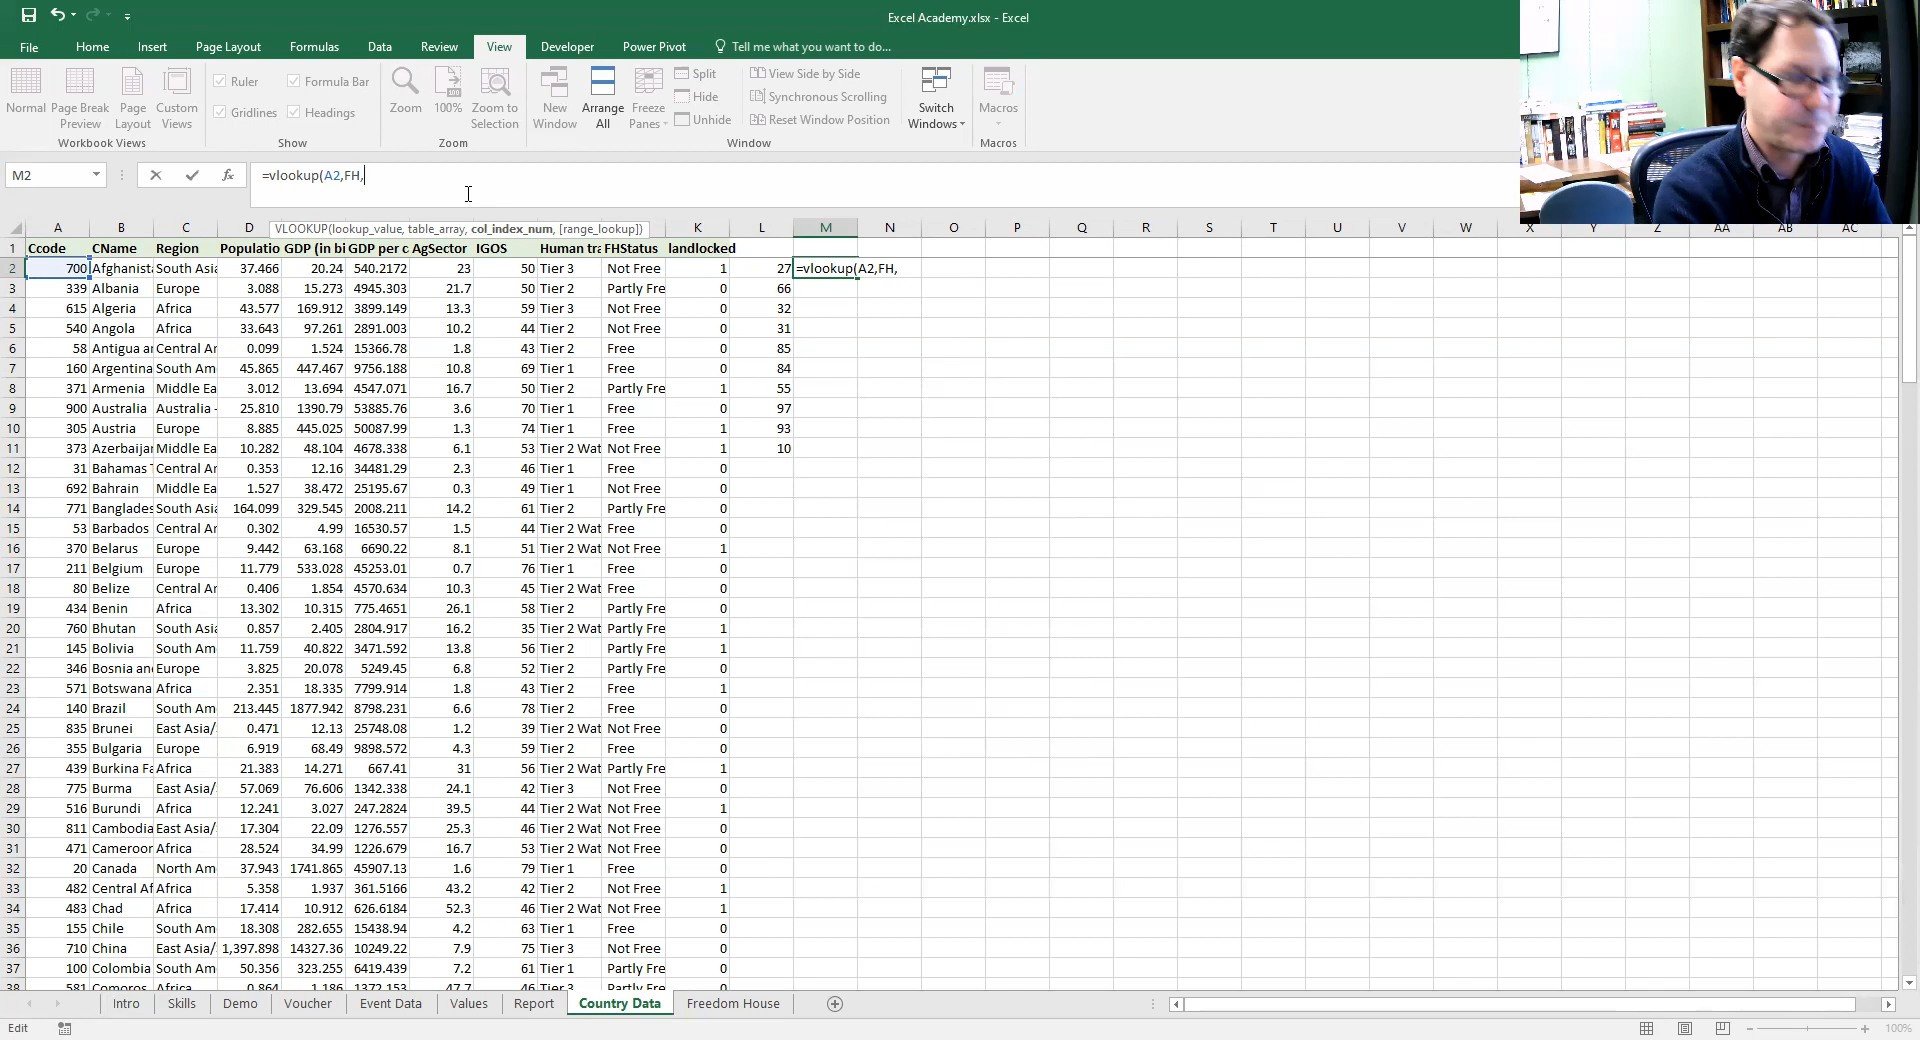 Excel Academy.xlsx - Excel
File Home Insert Page Layout Formulas Data Review View Developer Power Pivot Tell me what you want to do...
Normal Page Break Preview Page Layout Custom Views
Ruler Formula Bar
Gridlines Headings
Zoom 100% Zoom to Selection
New Window Arrange All Freeze Panes
Split
Hide
Unhide
View Side by Side
Synchronous Scrolling
Reset Window Position
Switch Windows
Macros
Workbook Views Show Zoom Window Macros
M2 fx =vlookup(A2,FH,
VLOOKUP(lookup_value, table_array, col_index_num, [range_lookup])
A B C D K L M N O P Q R S T U V W X Y Z AA AB AC
1 Ccode CName Region Populatio GDP (in bi GDP per c AgSector IGOS Human tra FHStatus landlocked
2 700 Afghanista South Asia 37.466 20.24 540.2172 23 50 Tier 3 Not Free 1 27 =vlookup(A2,FH,
3 339 Albania Europe 3.088 15.273 4945.303 21.7 50 Tier 2 Partly Fre 0 66
4 615 Algeria Africa 43.577 169.912 3899.149 13.3 59 Tier 3 Not Free 0 32
5 540 Angola Africa 33.643 97.261 2891.003 10.2 44 Tier 2 Not Free 0 31
6 58 Antigua ar Central Ar 0.099 1.524 15366.78 1.8 43 Tier 2 Free 0 85
7 160 Argentina South Am 45.865 447.467 9756.188 10.8 69 Tier 1 Free 0 84
8 371 Armenia Middle Ea 3.012 13.694 4547.071 16.7 50 Tier 2 Partly Fre 1 55
9 900 Australia Australia - 25.810 1390.79 53885.76 3.6 70 Tier 1 Free 0 97
10 305 Austria Europe 8.885 445.025 50087.99 1.3 74 Tier 1 Free 1 93
11 373 Azerbaijar Middle Ea 10.282 48.104 4678.338 6.1 53 Tier 2 Wat Not Free 1 10
12 31 Bahamas Central Ar 0.353 12.16 34481.29 2.3 46 Tier 1 Free 0
13 692 Bahrain Middle Ea 1.527 38.472 25195.67 0.3 49 Tier 1 Not Free 0
14 771 Banglades South Asia 164.099 329.545 2008.211 14.2 61 Tier 2 Partly Fre 0
15 53 Barbados Central Ar 0.302 4.99 16530.57 1.5 44 Tier 2 Wat Free 0
16 370 Belarus Europe 9.442 63.168 6690.22 8.1 51 Tier 2 Wat Not Free 1
17 211 Belgium Europe 11.779 533.028 45253.01 0.7 76 Tier 1 Free 0
18 80 Belize Central Ar 0.406 1.854 4570.634 10.3 45 Tier 2 Wat Free 0
19 434 Benin Africa 13.302 10.315 775.4651 26.1 58 Tier 2 Partly Fre 0
20 760 Bhutan South Asia 0.857 2.405 2804.917 16.2 35 Tier 2 Wat Partly Fre 1
21 145 Bolivia South Am 11.759 40.822 3471.592 13.8 56 Tier 2 Partly Fre 1
22 346 Bosnia and Europe 3.825 20.078 5249.45 6.8 52 Tier 2 Partly Fre 0
23 571 Botswana Africa 2.351 18.335 7799.914 1.8 43 Tier 2 Free 1
24 140 Brazil South Am 213.445 1877.942 8798.231 6.6 78 Tier 2 Free 0
25 835 Brunei East Asia/ 0.471 12.13 25748.08 1.2 39 Tier 2 Wat Not Free 0
26 355 Bulgaria Europe 6.919 68.49 9898.572 4.3 59 Tier 2 Free 0
27 439 Burkina Fa Africa 21.383 14.271 667.41 31 56 Tier 2 Wat Partly Fre 1
28 775 Burma East Asia/ 57.069 76.606 1342.338 24.1 42 Tier 3 Not Free 0
29 516 Burundi Africa 12.241 3.027 247.2824 39.5 44 Tier 2 Wat Not Free 1
30 811 Cambodia East Asia/ 17.304 22.09 1276.557 25.3 46 Tier 2 Wat Not Free 0
31 471 Cameroor Africa 28.524 34.99 1226.679 16.7 53 Tier 2 Wat Not Free 0
32 20 Canada North Am 37.943 1741.865 45907.13 1.6 79 Tier 1 Free 0
33 482 Central Af Africa 5.358 1.937 361.5166 43.2 42 Tier 2 Not Free 1
34 483 Chad Africa 17.414 10.912 626.6184 52.3 46 Tier 2 Wat Not Free 1
35 155 Chile South Am 18.308 282.655 15438.94 4.2 63 Tier 1 Free 0
36 710 China East Asia/ 1,397.898 14327.36 10249.22 7.9 75 Tier 3 Not Free 0
37 100 Colombia South Am 50.356 323.255 6419.439 7.2 61 Tier 1 Partly Fre 0
38 581 Comoros Africa 0.864 1.186 1372.153 47.7 46 Tier 3 Partly Fre 0
Intro Skills Demo Voucher Event Data Values Report Country Data Freedom House
Edit 100%